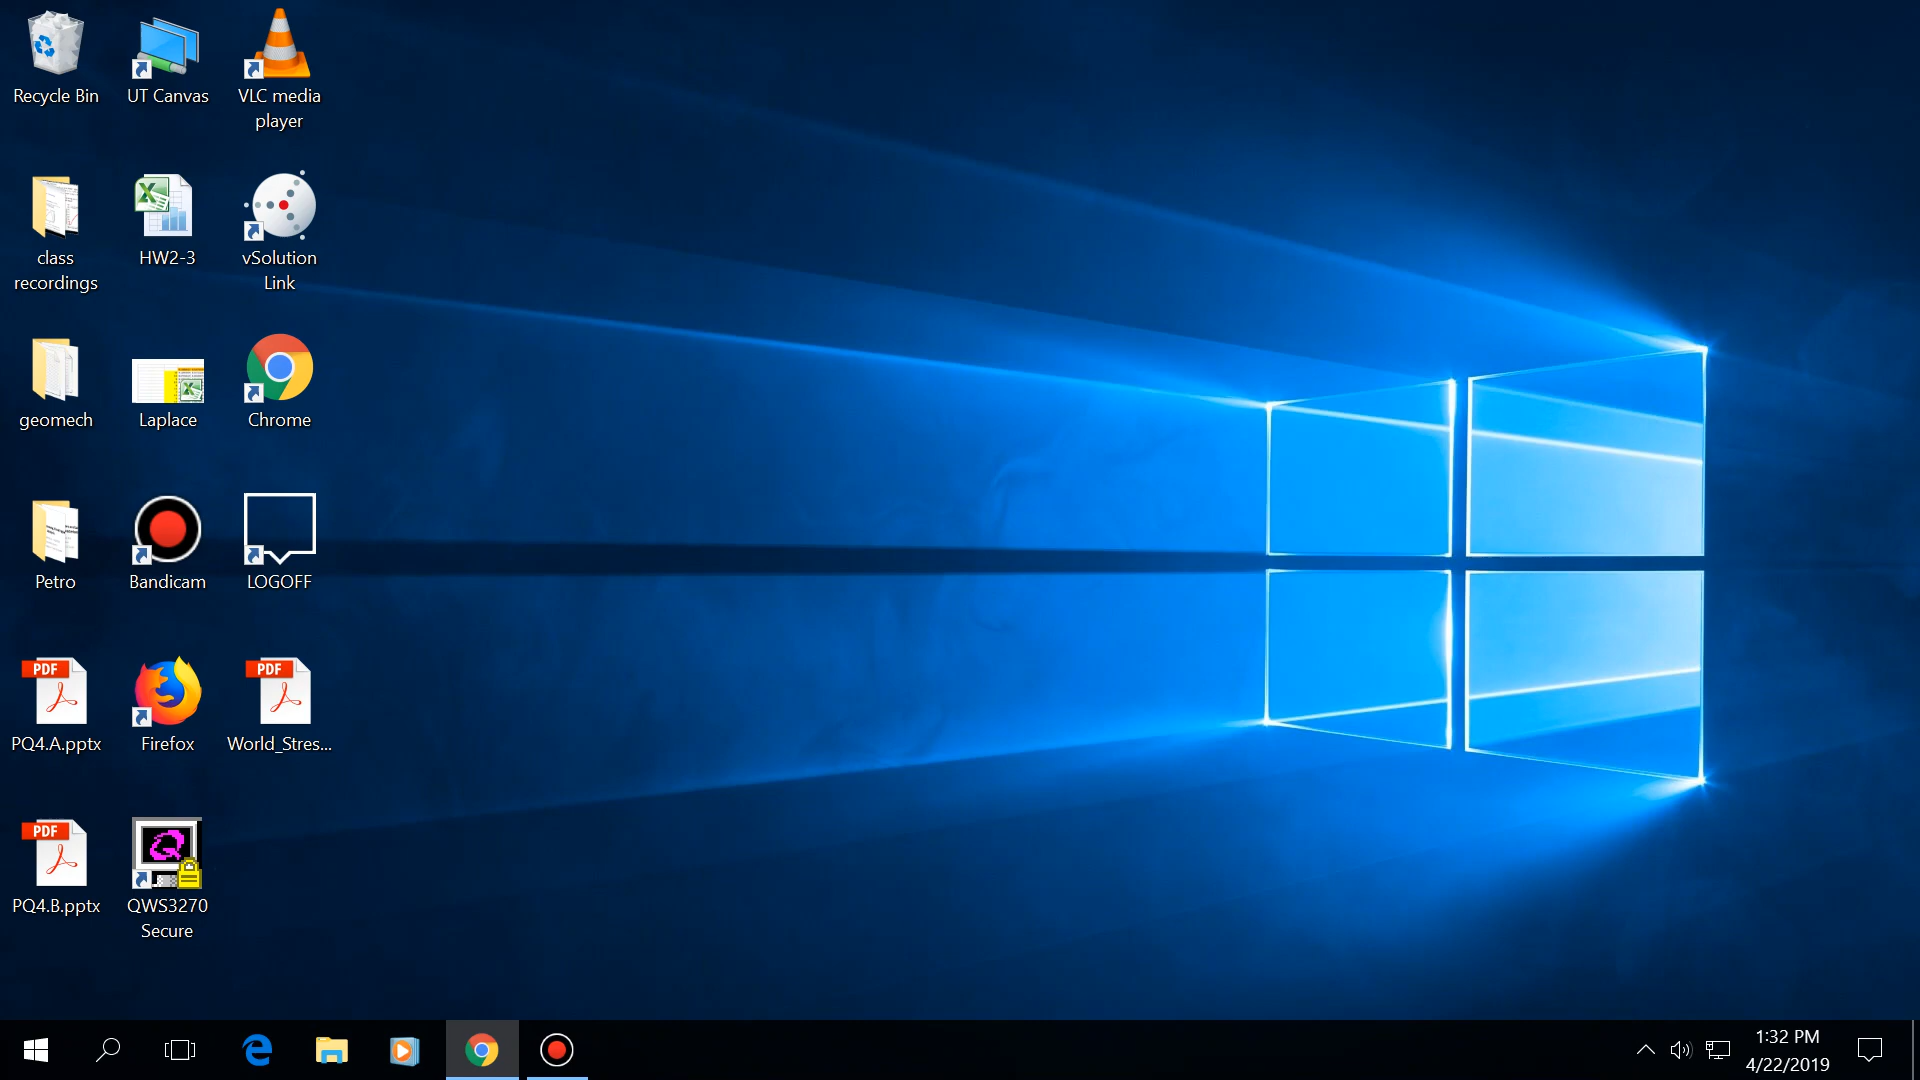 Recycle Bin
UT Canvas
VLC media
player
class
recordings
HW2-3
vSolution
Link
geomech
Laplace
Chrome
Petro
Bandicam
LOGOFF
PDF
PQ4.A.pptx
Firefox
PDF
World_Stres...
PDF
PQ4.B.pptx
QWS3270
Secure
1:32 PM
4/22/2019